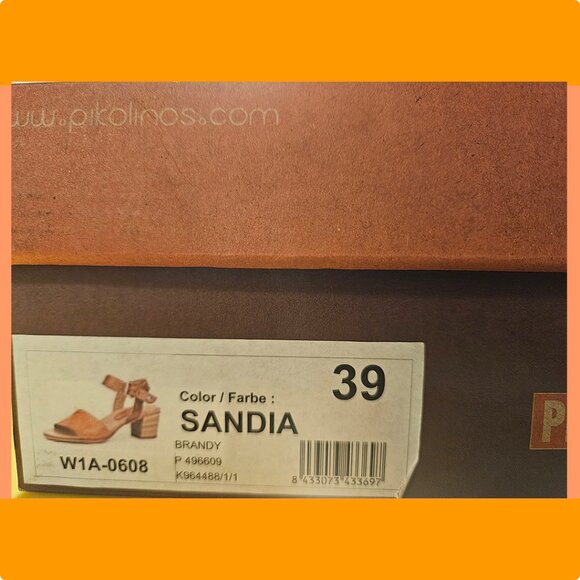 www.pikolinos.com
39
Color / Farbe :
SANDIA
BRANDY
P 496609
K964488/1/1
W1A-0608
8 433073 433697